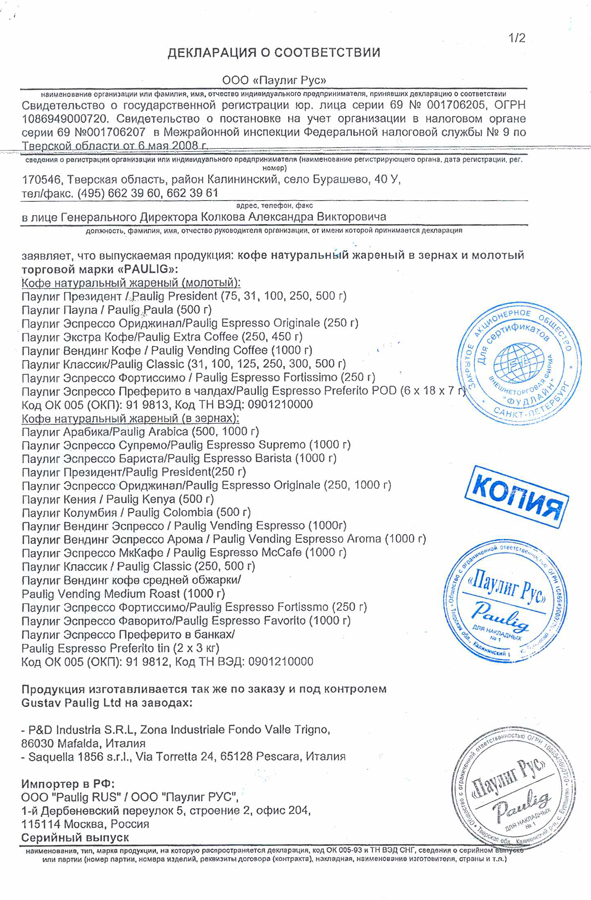 1/2
ДЕКЛАРАЦИЯ О СООТВЕТСТВИИ
ООО «Паулиг Рус»
наименование организации или фамилия, имя, отчество индивидуального предпринимателя, принявших декларацию о соответствии
Свидетельство о государственной регистрации юр. лица серии 69 № 001706205, ОГРН
1086949000720. Свидетельство о постановке на учет организации в налоговом органе
серии 69 №001706207 в Межрайонной инспекции Федеральной налоговой службы № 9 по
Тверской области от 6 мая 2008 г.
сведения о регистрации организации или индивидуального предпринимателя (наименование регистрирующего органа, дата регистрации, рег.
номер)
170546, Тверская область, район Калининский, село Бурашево, 40 У,
тел/факс. (495) 662 39 60, 662 39 61
адрес, телефон, факс
в лице Генерального Директора Колкова Александра Викторовича
должность, фамилия, имя, отчество руководителя организации, от имени которой принимается декларация
заявляет, что выпускаемая продукция: кофе натуральный жареный в зернах и молотый
торговой марки «PAULIG»:
Кофе натуральный жареный (молотый):
Паулиг Президент / Paulig President (75, 31, 100, 250, 500 г)
Паулиг Паула / Paulig Paula (500 г)
Паулиг Эспрессо Ориджинал/Paulig Espresso Originale (250 г)
Паулиг Экстра Кофе/Paulig Extra Coffee (250, 450 г)
Паулиг Вендинг Кофе / Paulig Vending Coffee (1000 г)
Паулиг Классик/Paulig Classic (31, 100, 125, 250, 300, 500 г)
Паулиг Эспрессо Фортиссимо / Paulig Espresso Fortissimo (250 г)
Паулиг Эспрессо Преферито в чалдах/Paulig Espresso Preferito POD (6 x 18 x 7 г)
Код ОК 005 (ОКП): 91 9813, Код ТН ВЭД: 0901210000
Кофе натуральный жареный (в зернах):
Паулиг Арабика/Paulig Arabica (500, 1000 г)
Паулиг Эспрессо Супремо/Paulig Espresso Supremo (1000 г)
Паулиг Эспрессо Бариста/Paulig Espresso Barista (1000 г)
Паулиг Президент/Paulig President(250 г)
Паулиг Эспрессо Ориджинал/Paulig Espresso Originale (250, 1000 г)
Паулиг Кения / Paulig Kenya (500 г)
Паулиг Колумбия / Paulig Colombia (500 г)
Паулиг Вендинг Эспрессо / Paulig Vending Espresso (1000г)
Паулиг Вендинг Эспрессо Арома / Paulig Vending Espresso Aroma (1000 г)
Паулиг Эспрессо МкКафе / Paulig Espresso McCafe (1000 г)
Паулиг Классик / Paulig Classic (250, 500 г)
Паулиг Вендинг кофе средней обжарки/
Paulig Vending Medium Roast (1000 г)
Паулиг Эспрессо Фортиссимо/Paulig Espresso Fortissmo (250 г)
Паулиг Эспрессо Фаворито/Paulig Espresso Favorito (1000 г)
Паулиг Эспрессо Преферито в банках/
Paulig Espresso Preferito tin (2 x 3 кг)
Код ОК 005 (ОКП): 91 9812, Код ТН ВЭД: 0901210000
ЗАКРЫТОЕ АКЦИОНЕРНОЕ ОБЩЕСТВО
Для сертификатов
ВНЕШНЕТОРГОВАЯ ФИРМА
"ФУДЛАЙН"
САНКТ-ПЕТЕРБУРГ
КОПИЯ
«Паулиг Рус»
Paulig
ДЛЯ НАКЛАДНЫХ
№ 1
Продукция изготавливается так же по заказу и под контролем
Gustav Paulig Ltd на заводах:
- P&D Industria S.R.L, Zona Industriale Fondo Valle Trigno,
86030 Mafalda, Италия
- Saquella 1856 s.r.l., Via Torretta 24, 65128 Pescara, Италия
Импортер в РФ:
ООО "Paulig RUS" / ООО "Паулиг РУС",
1-й Дербеневский переулок 5, строение 2, офис 204,
115114 Москва, Россия
Серийный выпуск
«Паулиг Рус»
Paulig
ДЛЯ НАКЛАДНЫХ
№ 1
наименование, тип, марка продукции, на которую распространяется декларация, код ОК 005-93 и ТН ВЭД СНГ, сведения о серийном выпуске
или партии (номер партии, номера изделий, реквизиты договора (контракта), накладная, наименование изготовителя, страны и т.п.)